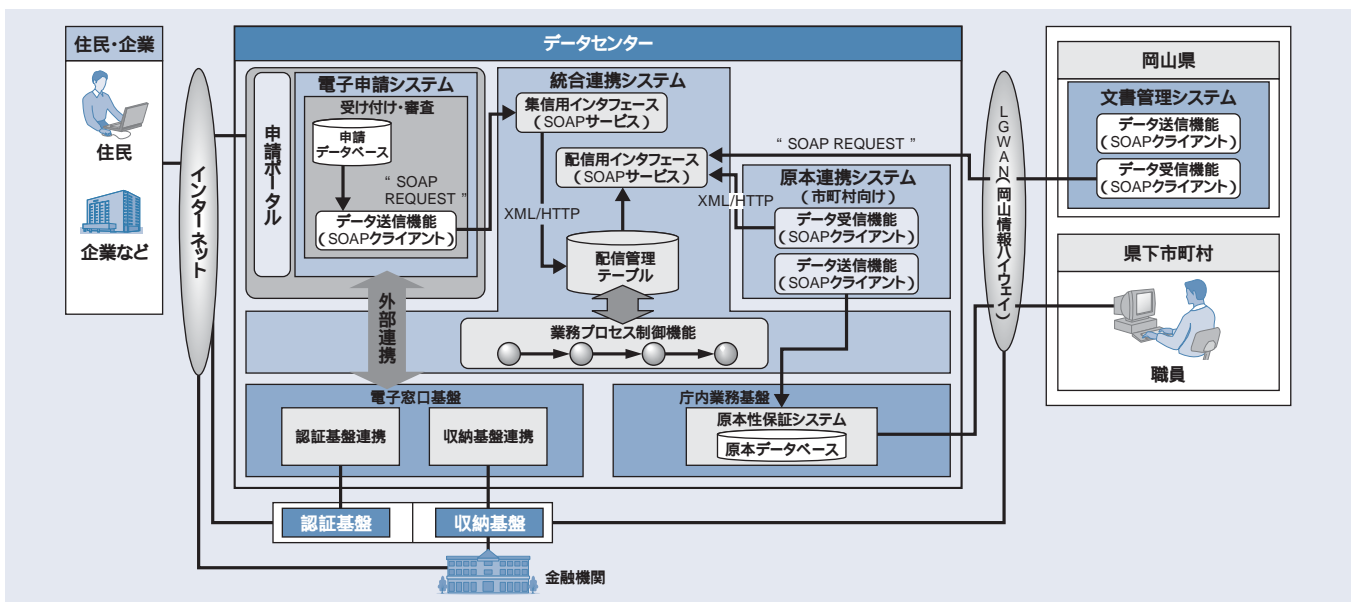 住民・企業
住民
企業など
インターネット
データセンター
申請ポータル
電子申請システム
受け付け・審査
申請
データベース
“ SOAP
REQUEST ”
データ送信機能
(SOAPクライアント)
外部連携
統合連携システム
集信用インタフェース
(SOAPサービス)
配信用インタフェース
(SOAPサービス)
XML/HTTP
配信管理
テーブル
業務プロセス制御機能
“ SOAP REQUEST ”
XML/HTTP
原本連携システム
(市町村向け)
データ受信機能
(SOAPクライアント)
データ送信機能
(SOAPクライアント)
電子窓口基盤
認証基盤連携
収納基盤連携
庁内業務基盤
原本性保証システム
原本データベース
認証基盤
収納基盤
金融機関
LGWAN(岡山情報ハイウェイ)
岡山県
文書管理システム
データ送信機能
(SOAPクライアント)
データ受信機能
(SOAPクライアント)
県下市町村
職員